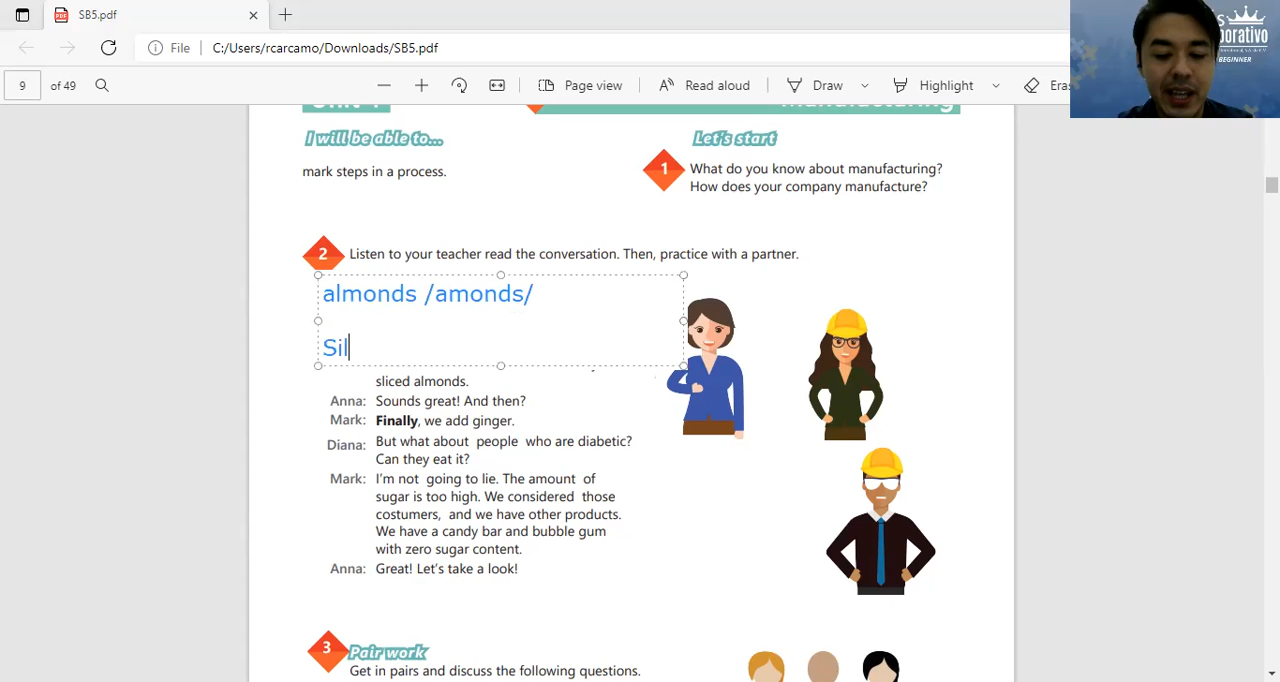 SB5.pdf
File C:/Users/rcarcamo/Downloads/SB5.pdf
9 of 49 Page view Read aloud Draw Highlight
BEGINNER
I will be able to...
Let's start
mark steps in a process.
1 What do you know about manufacturing?
How does your company manufacture?
2 Listen to your teacher read the conversation. Then, practice with a partner.
almonds /amonds/
Sil
sliced almonds.
Anna: Sounds great! And then?
Mark: Finally, we add ginger.
Diana: But what about people who are diabetic?
Can they eat it?
Mark: I'm not going to lie. The amount of
sugar is too high. We considered those
costumers, and we have other products.
We have a candy bar and bubble gum
with zero sugar content.
Anna: Great! Let's take a look!
3 Pair work
Get in pairs and discuss the following questions.